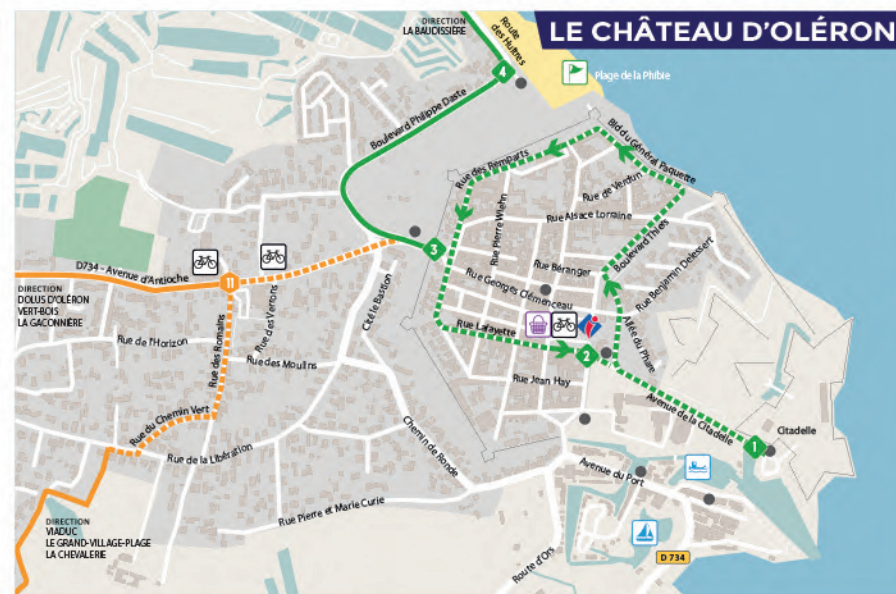 LE CHÂTEAU D'OLÉRON
DIRECTION
LA BAUDISSIÈRE
Route
des Huîtres
4
Plage de la Phibie
Boulevard Philippe Daste
Bld du Général Paquette
Rue des Remparts
Rue de Verdun
Rue Pierre Wiehn
Rue Alsace Lorraine
Boulevard Thiers
3
Rue Béranger
Rue Benjamin Delessert
D734 - Avenue d'Antioche
11
Rue Georges Clémenceau
DIRECTION
DOLUS D'OLÉRON
VERT-BOIS
LA GACONNIÈRE
Rue des Verrons
Cité le Bastion
Rue Lafayette
Allée du Phare
Rue de l'Horizon
Rue des Romains
Rue des Moulins
2
Rue Jean Hay
Rue du Chemin Vert
Avenue de la Citadelle
Citadelle
1
Rue de la Libération
Chemin de Ronde
Avenue du Port
Rue Pierre et Marie Curie
DIRECTION
VIADUC
LE GRAND-VILLAGE-PLAGE
LA CHEVALERIE
D 734
Route d'Ors